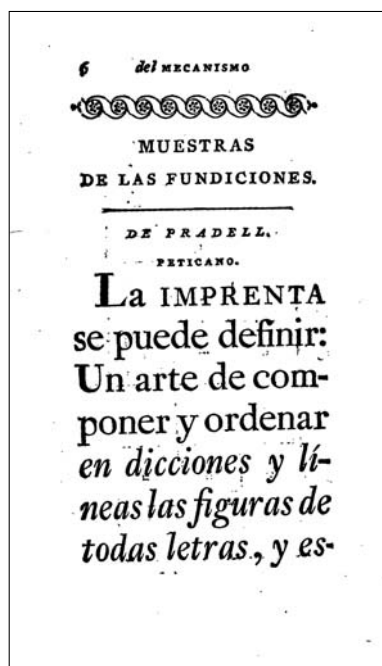 6 del MECANISMO
MUESTRAS
DE LAS FUNDICIONES.
DE PRADELL.
PETICANO.
La IMPRENTA
se puede definir:
Un arte de com-
poner y ordenar
en dicciones y lí-
neas las figuras de
todas letras, y es-